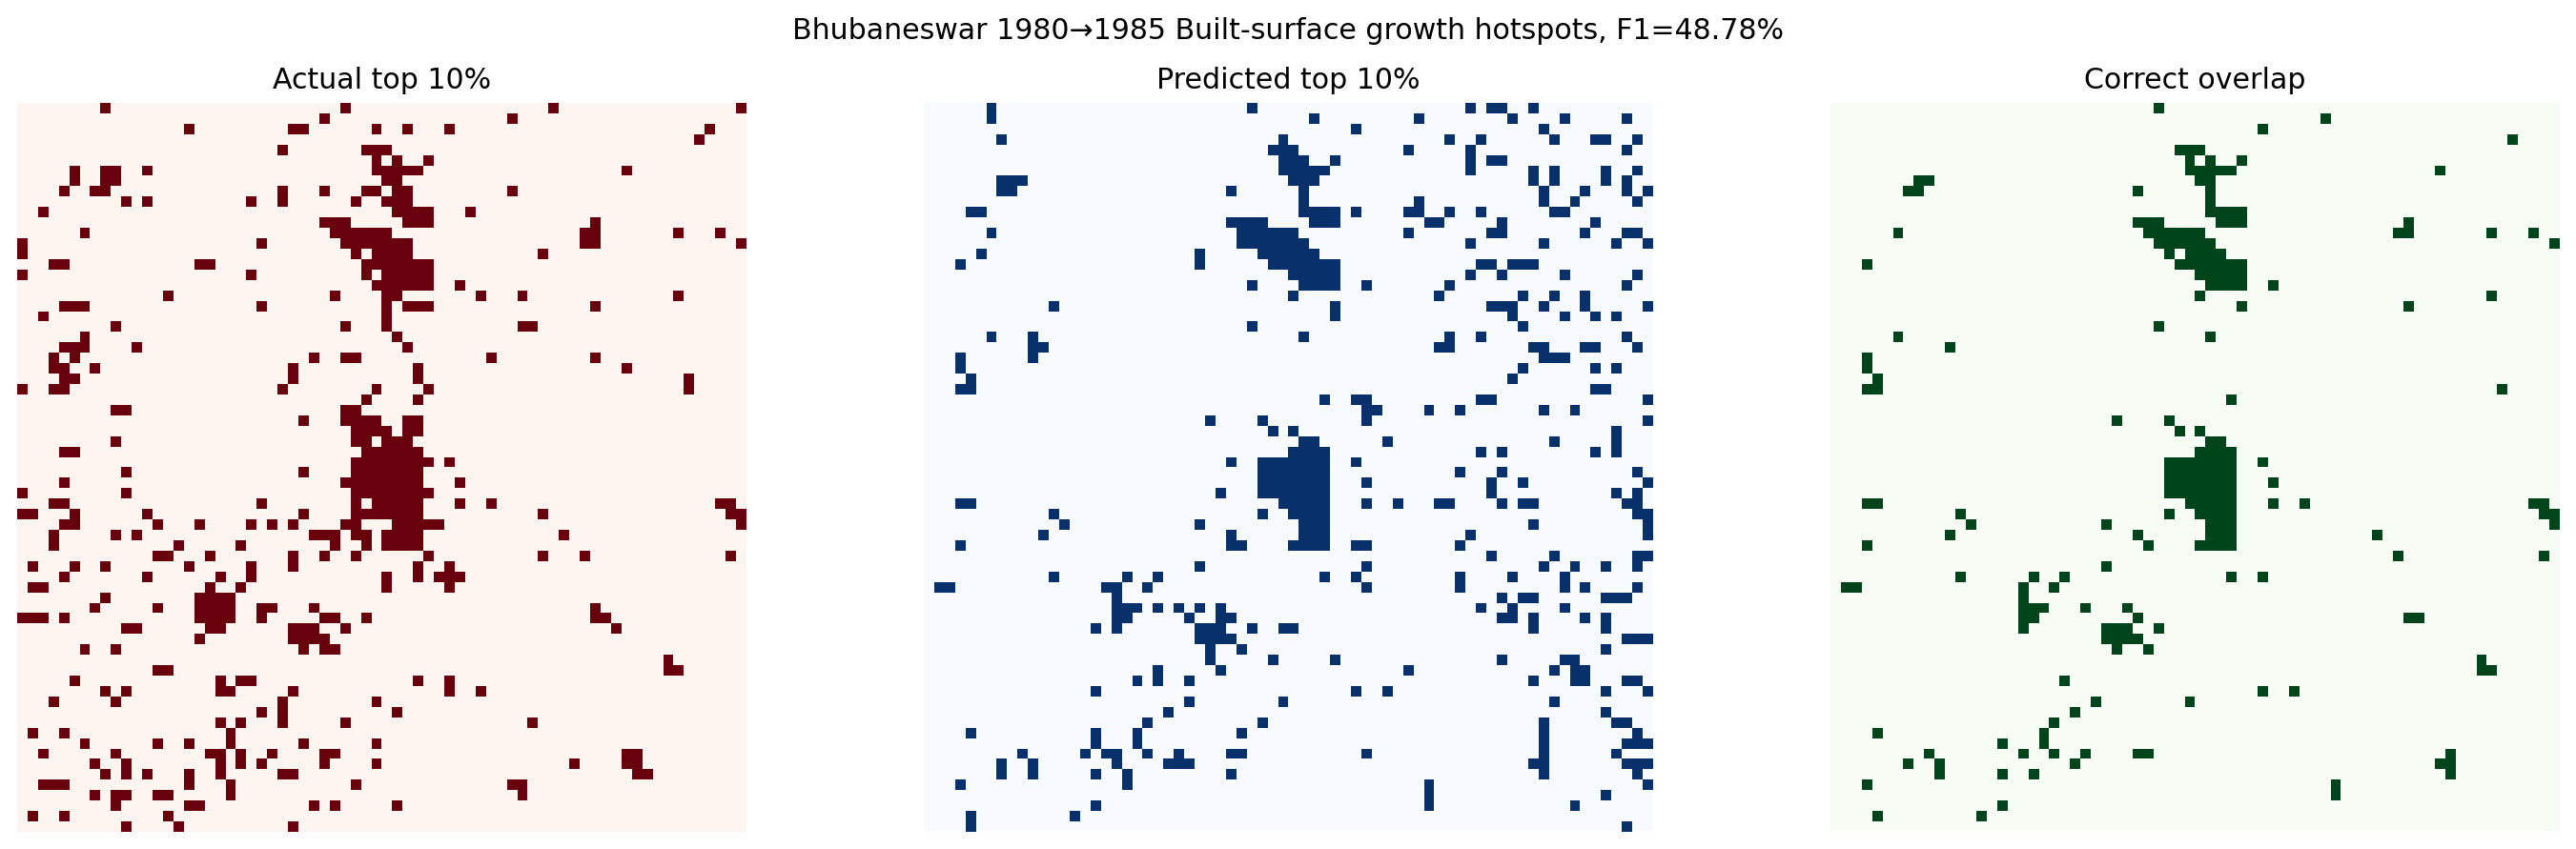 Bhubaneswar 1980→1985 Built-surface growth hotspots, F1=48.78%
Actual top 10%
Predicted top 10%
Correct overlap